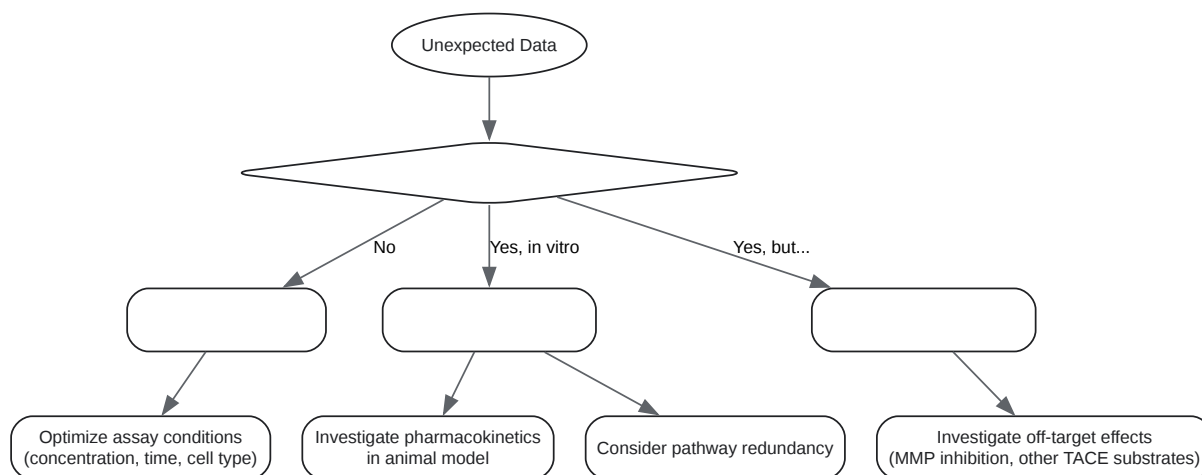 Unexpected Data
No
Yes, in vitro
Yes, but...
Optimize assay conditions
(concentration, time, cell type)
Investigate pharmacokinetics
in animal model
Consider pathway redundancy
Investigate off-target effects
(MMP inhibition, other TACE substrates)